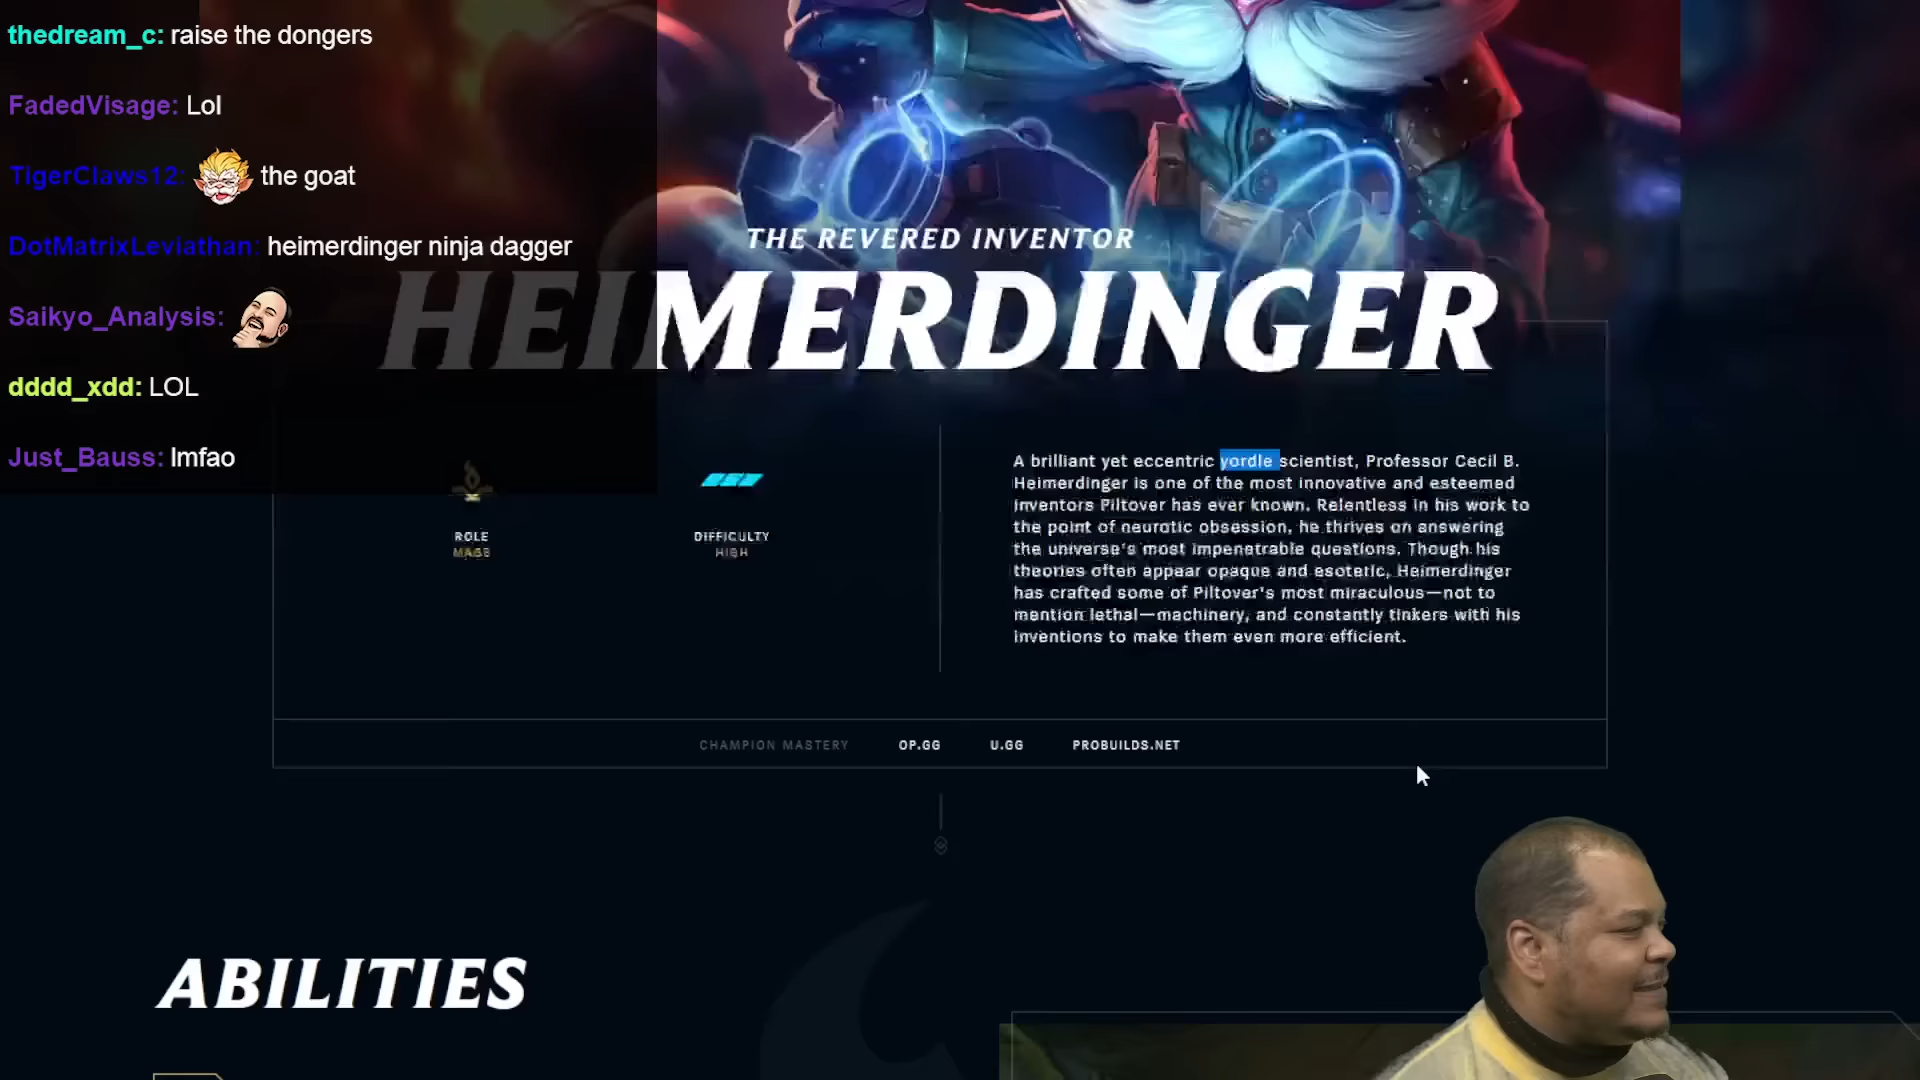 thedream_c: raise the dongers
FadedVisage: Lol
TigerClaws12: the goat
DotMatrixLeviathan: heimerdinger ninja dagger
Saikyo_Analysis:
dddd_xdd: LOL
Just_Bauss: lmfao
THE REVERED INVENTOR
HEIMERDINGER
ROLE
MAGE
DIFFICULTY
HIGH
A brilliant yet eccentric yordle scientist, Professor Cecil B.
Heimerdinger is one of the most innovative and esteemed
inventors Piltover has ever known. Relentless in his work to
the point of neurotic obsession, he thrives on answering
the universe's most impenetrable questions. Though his
theories often appear opaque and esoteric, Heimerdinger
has crafted some of Piltover's most miraculous—not to
mention lethal—machinery, and constantly tinkers with his
inventions to make them even more efficient.
CHAMPION MASTERY OP.GG U.GG PROBUILDS.NET
ABILITIES